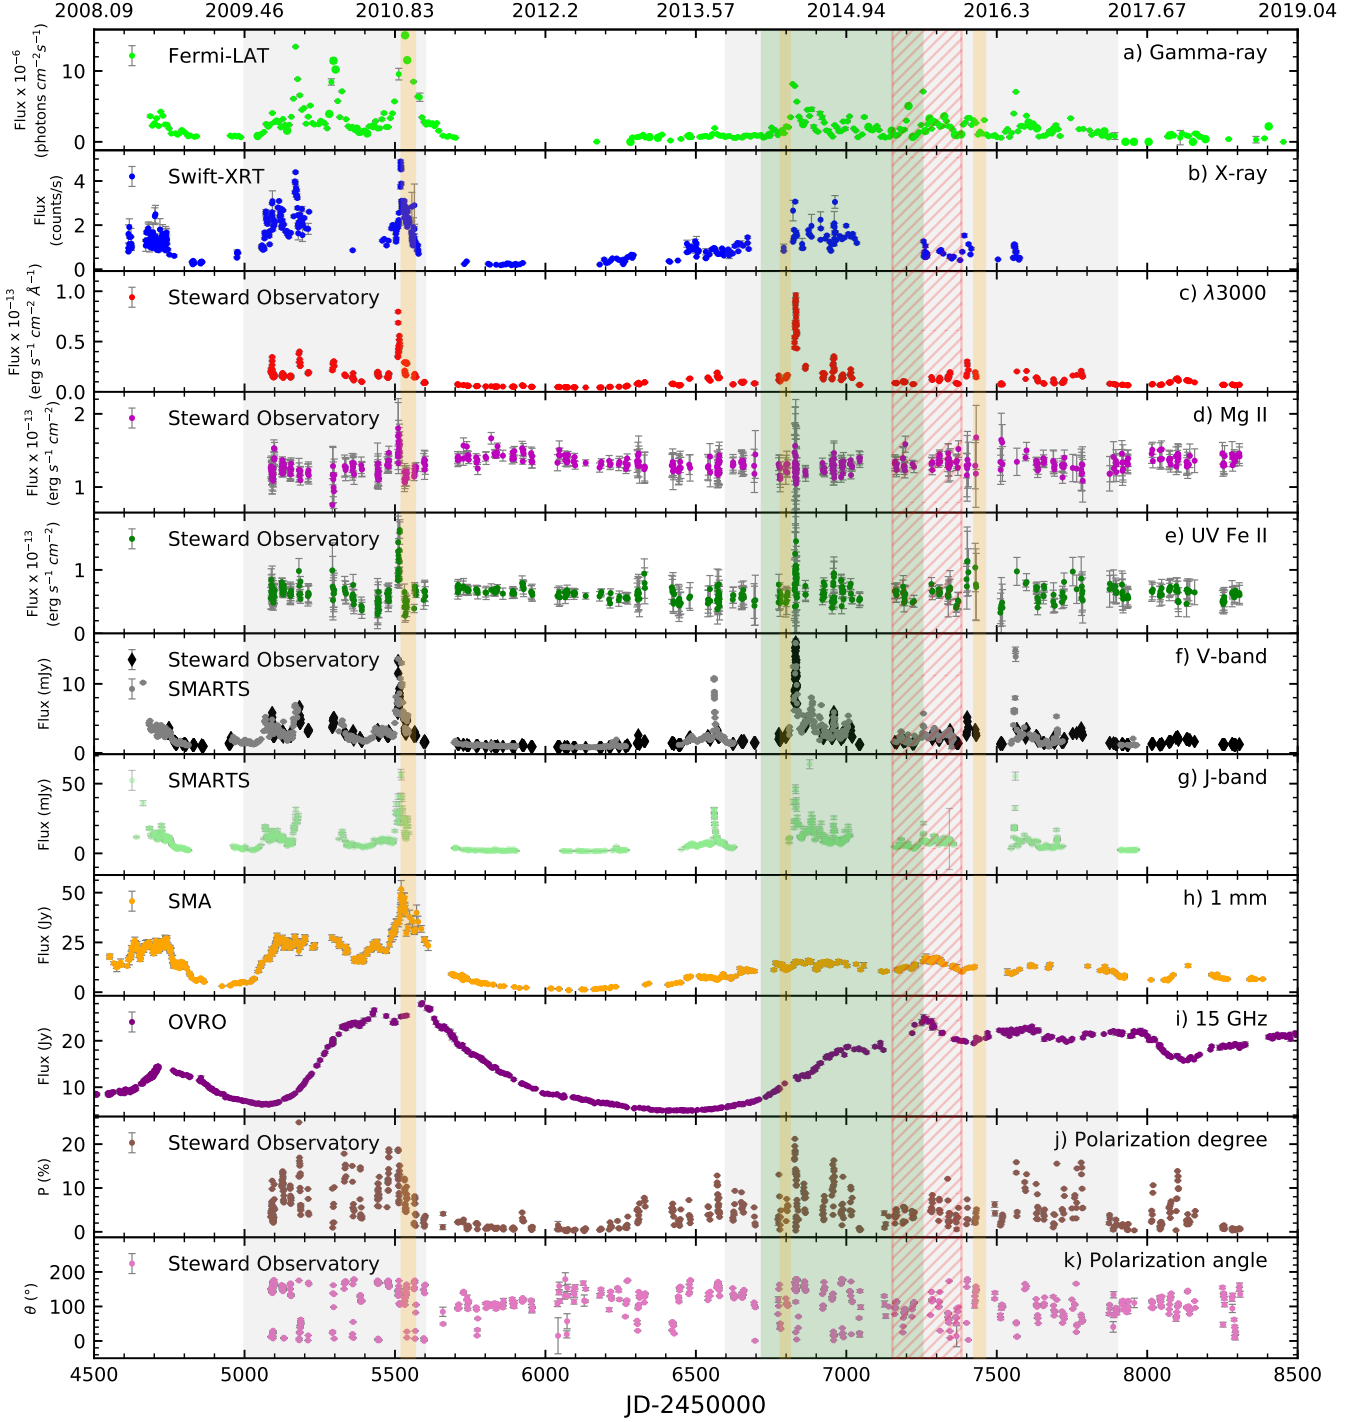 2008.09 2009.46 2010.83 2012.2 2013.57 2014.94 2016.3 2017.67 2019.04
Flux x 10⁻⁶
(photons cm⁻²s⁻¹)
10
0
Fermi-LAT
a) Gamma-ray
Flux
(counts/s)
4
2
0
Swift-XRT
b) X-ray
Flux x 10⁻¹³
(erg s⁻¹ cm⁻² Å⁻¹)
1.0
0.5
0.0
Steward Observatory
c) λ3000
Flux x 10⁻¹³
(erg s⁻¹ cm⁻²)
2
1
Steward Observatory
d) Mg II
Flux x 10⁻¹³
(erg s⁻¹ cm⁻²)
1
0
Steward Observatory
e) UV Fe II
Flux (mJy)
10
0
Steward Observatory
SMARTS
f) V-band
Flux (mJy)
50
0
SMARTS
g) J-band
Flux (Jy)
50
25
0
SMA
h) 1 mm
Flux (Jy)
20
10
OVRO
i) 15 GHz
P (%)
20
10
0
Steward Observatory
j) Polarization degree
θ (°)
200
100
0
Steward Observatory
k) Polarization angle
4500 5000 5500 6000 6500 7000 7500 8000 8500
JD-2450000